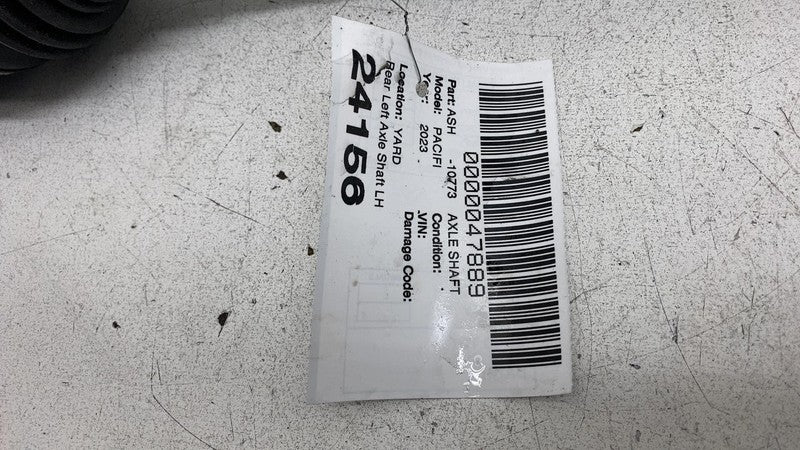 0000047889
Part: ASH -10773 AXLE SHAFT
Model: PACIFI Condition: .
Year: 2023 . VIN:
Damage Code:
Location: YARD
Rear Left Axle Shaft LH
24156